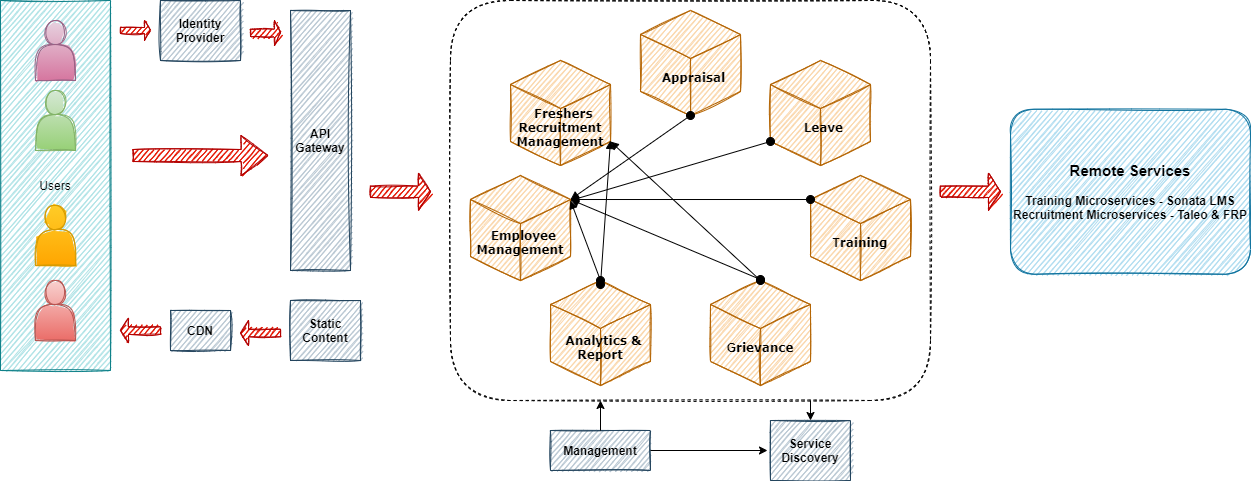 Identity
Provider
API
Gateway
Users
CDN
Static
Content
Appraisal
Freshers
Recruitment
Management
Leave
Employee
Management
Training
Analytics &
Report
Grievance
Management
Service
Discovery
Remote Services
Training Microservices - Sonata LMS
Recruitment Microservices - Taleo & FRP